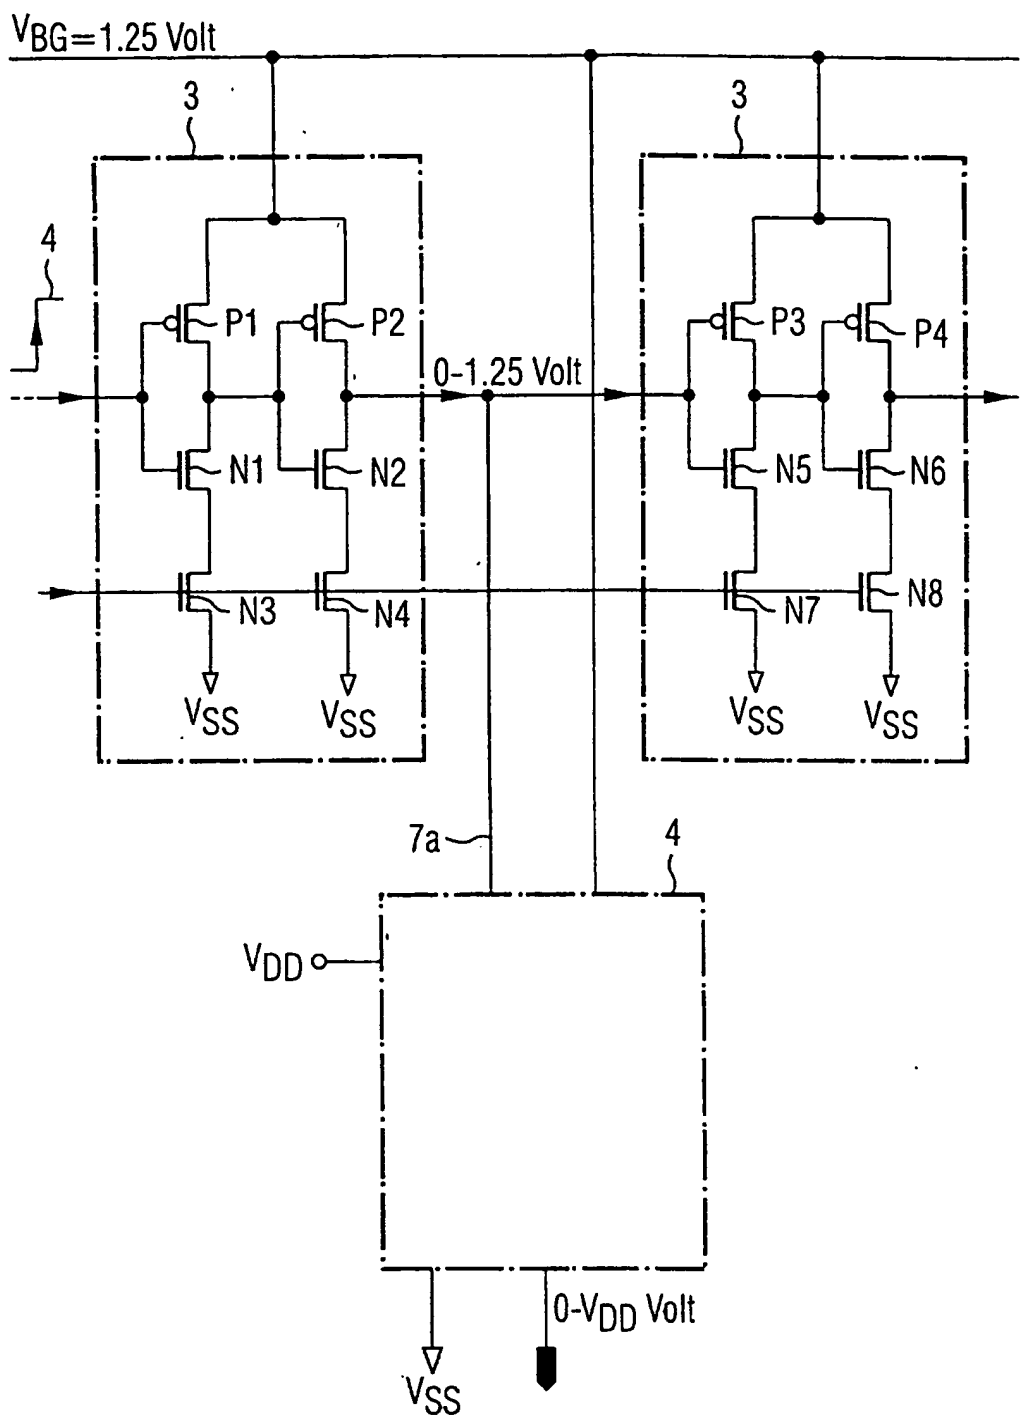 VBG=1.25 Volt
3
3
4
P1
P2
P3
P4
0-1.25 Volt
N1
N2
N5
N6
N3
N4
N7
N8
VSS
VSS
VSS
VSS
7a
4
VDD
0-VDD Volt
VSS